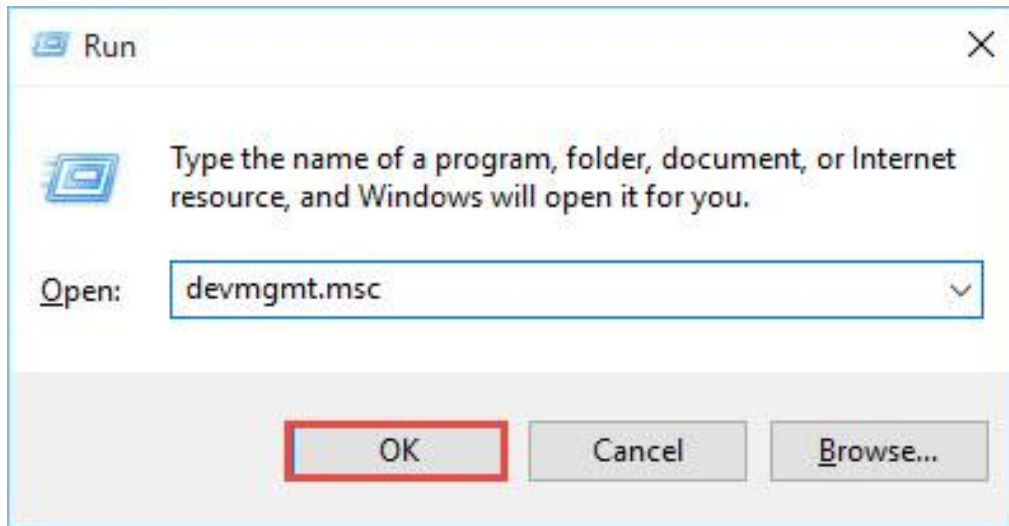 Run
Type the name of a program, folder, document, or Internet
resource, and Windows will open it for you.
Open: devmgmt.msc
OK Cancel Browse...